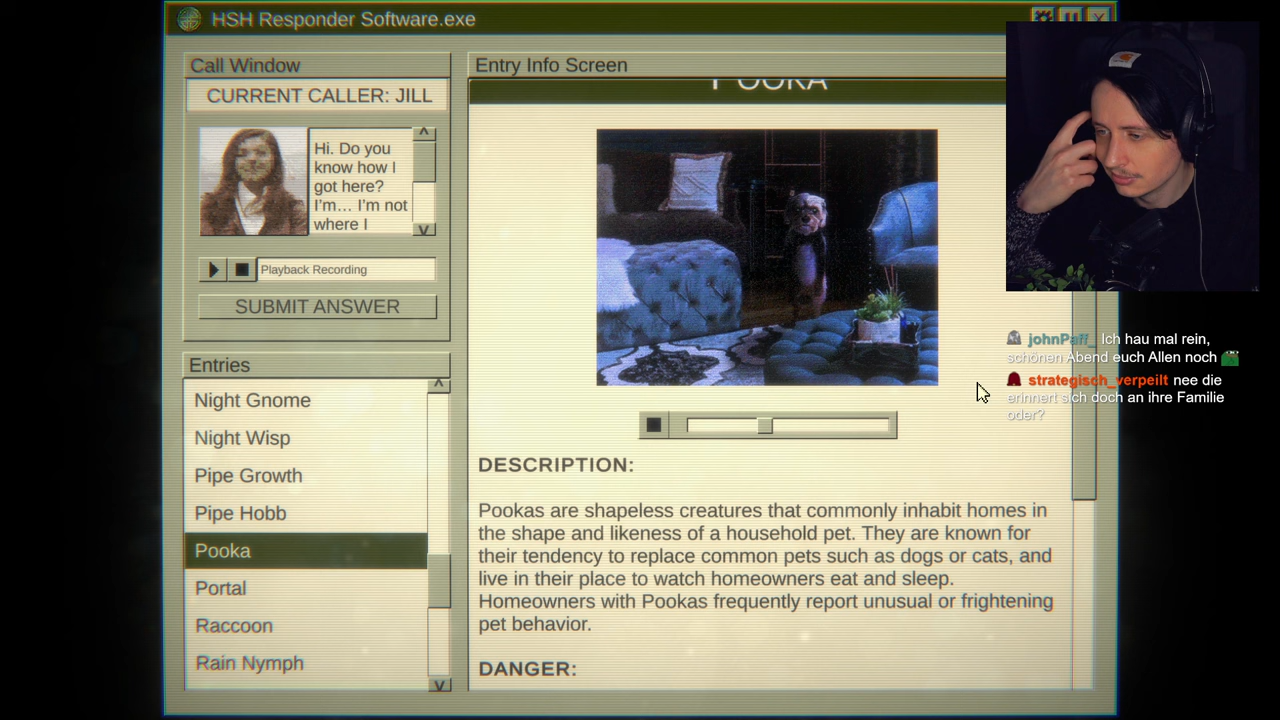 HSH Responder Software.exe
Call Window
CURRENT CALLER: JILL
Hi. Do you
know how I
got here?
I'm... I'm not
where I
Playback Recording
SUBMIT ANSWER
Entries
Night Gnome
Night Wisp
Pipe Growth
Pipe Hobb
Pooka
Portal
Raccoon
Rain Nymph
Entry Info Screen
POOKA
DESCRIPTION:
Pookas are shapeless creatures that commonly inhabit homes in
the shape and likeness of a household pet. They are known for
their tendency to replace common pets such as dogs or cats, and
live in their place to watch homeowners eat and sleep.
Homeowners with Pookas frequently report unusual or frightening
pet behavior.
DANGER:
johnPaff_ Ich hau mal rein,
schönen Abend euch Allen noch
strategisch_verpeilt nee die
erinnert sich doch an ihre Familie
oder?